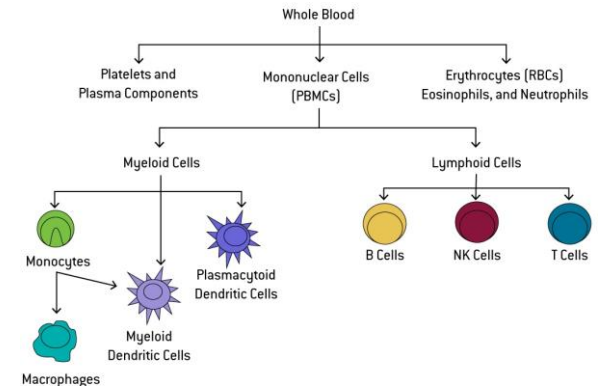 Whole Blood
Platelets and
Plasma Components
Mononuclear Cells
(PBMCs)
Erythrocytes (RBCs)
Eosinophils, and Neutrophils
Myeloid Cells
Lymphoid Cells
Monocytes
Plasmacytoid
Dendritic Cells
B Cells
NK Cells
T Cells
Myeloid
Dendritic Cells
Macrophages